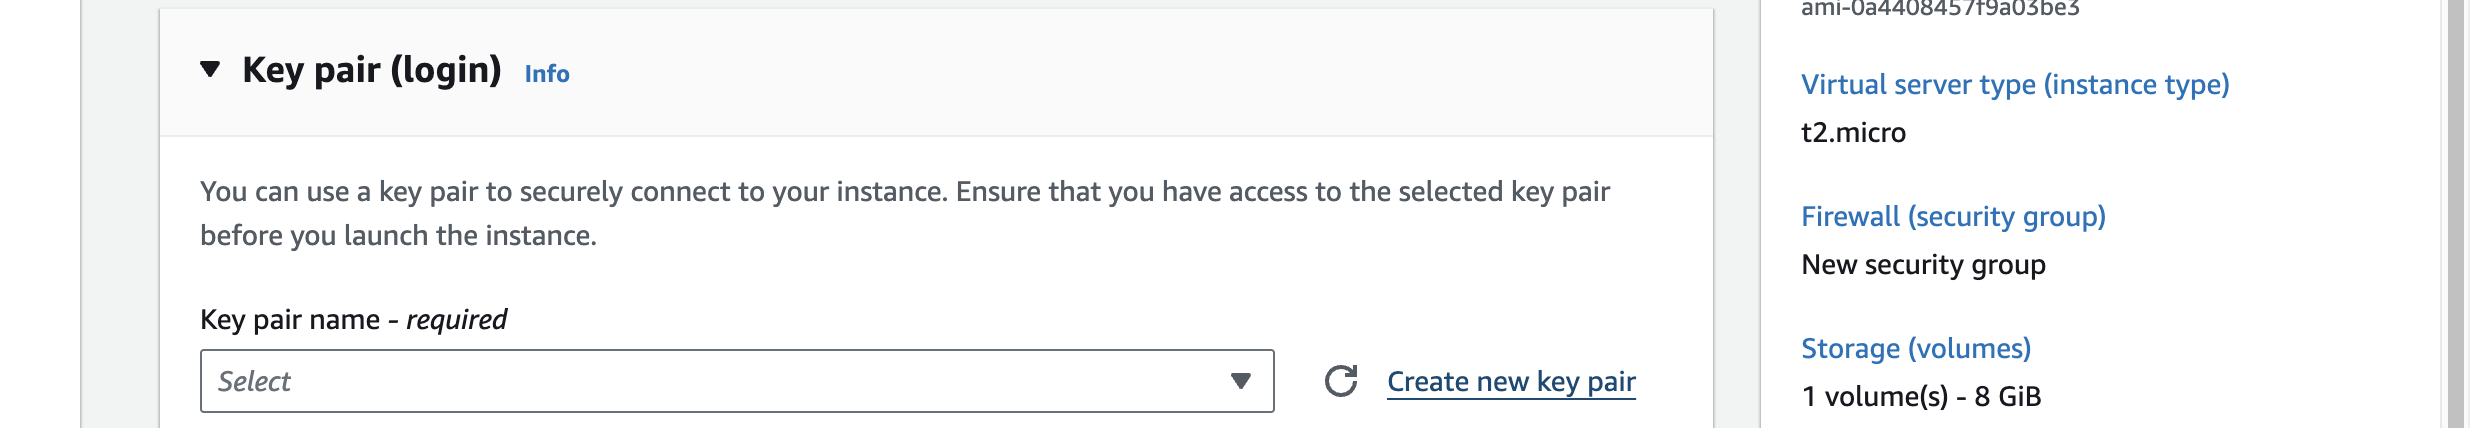 Key pair (login) Info
You can use a key pair to securely connect to your instance. Ensure that you have access to the selected key pair
before you launch the instance.
Key pair name - required
Select
Create new key pair
ami-0a4408457f9a03be3
Virtual server type (instance type)
t2.micro
Firewall (security group)
New security group
Storage (volumes)
1 volume(s) - 8 GiB